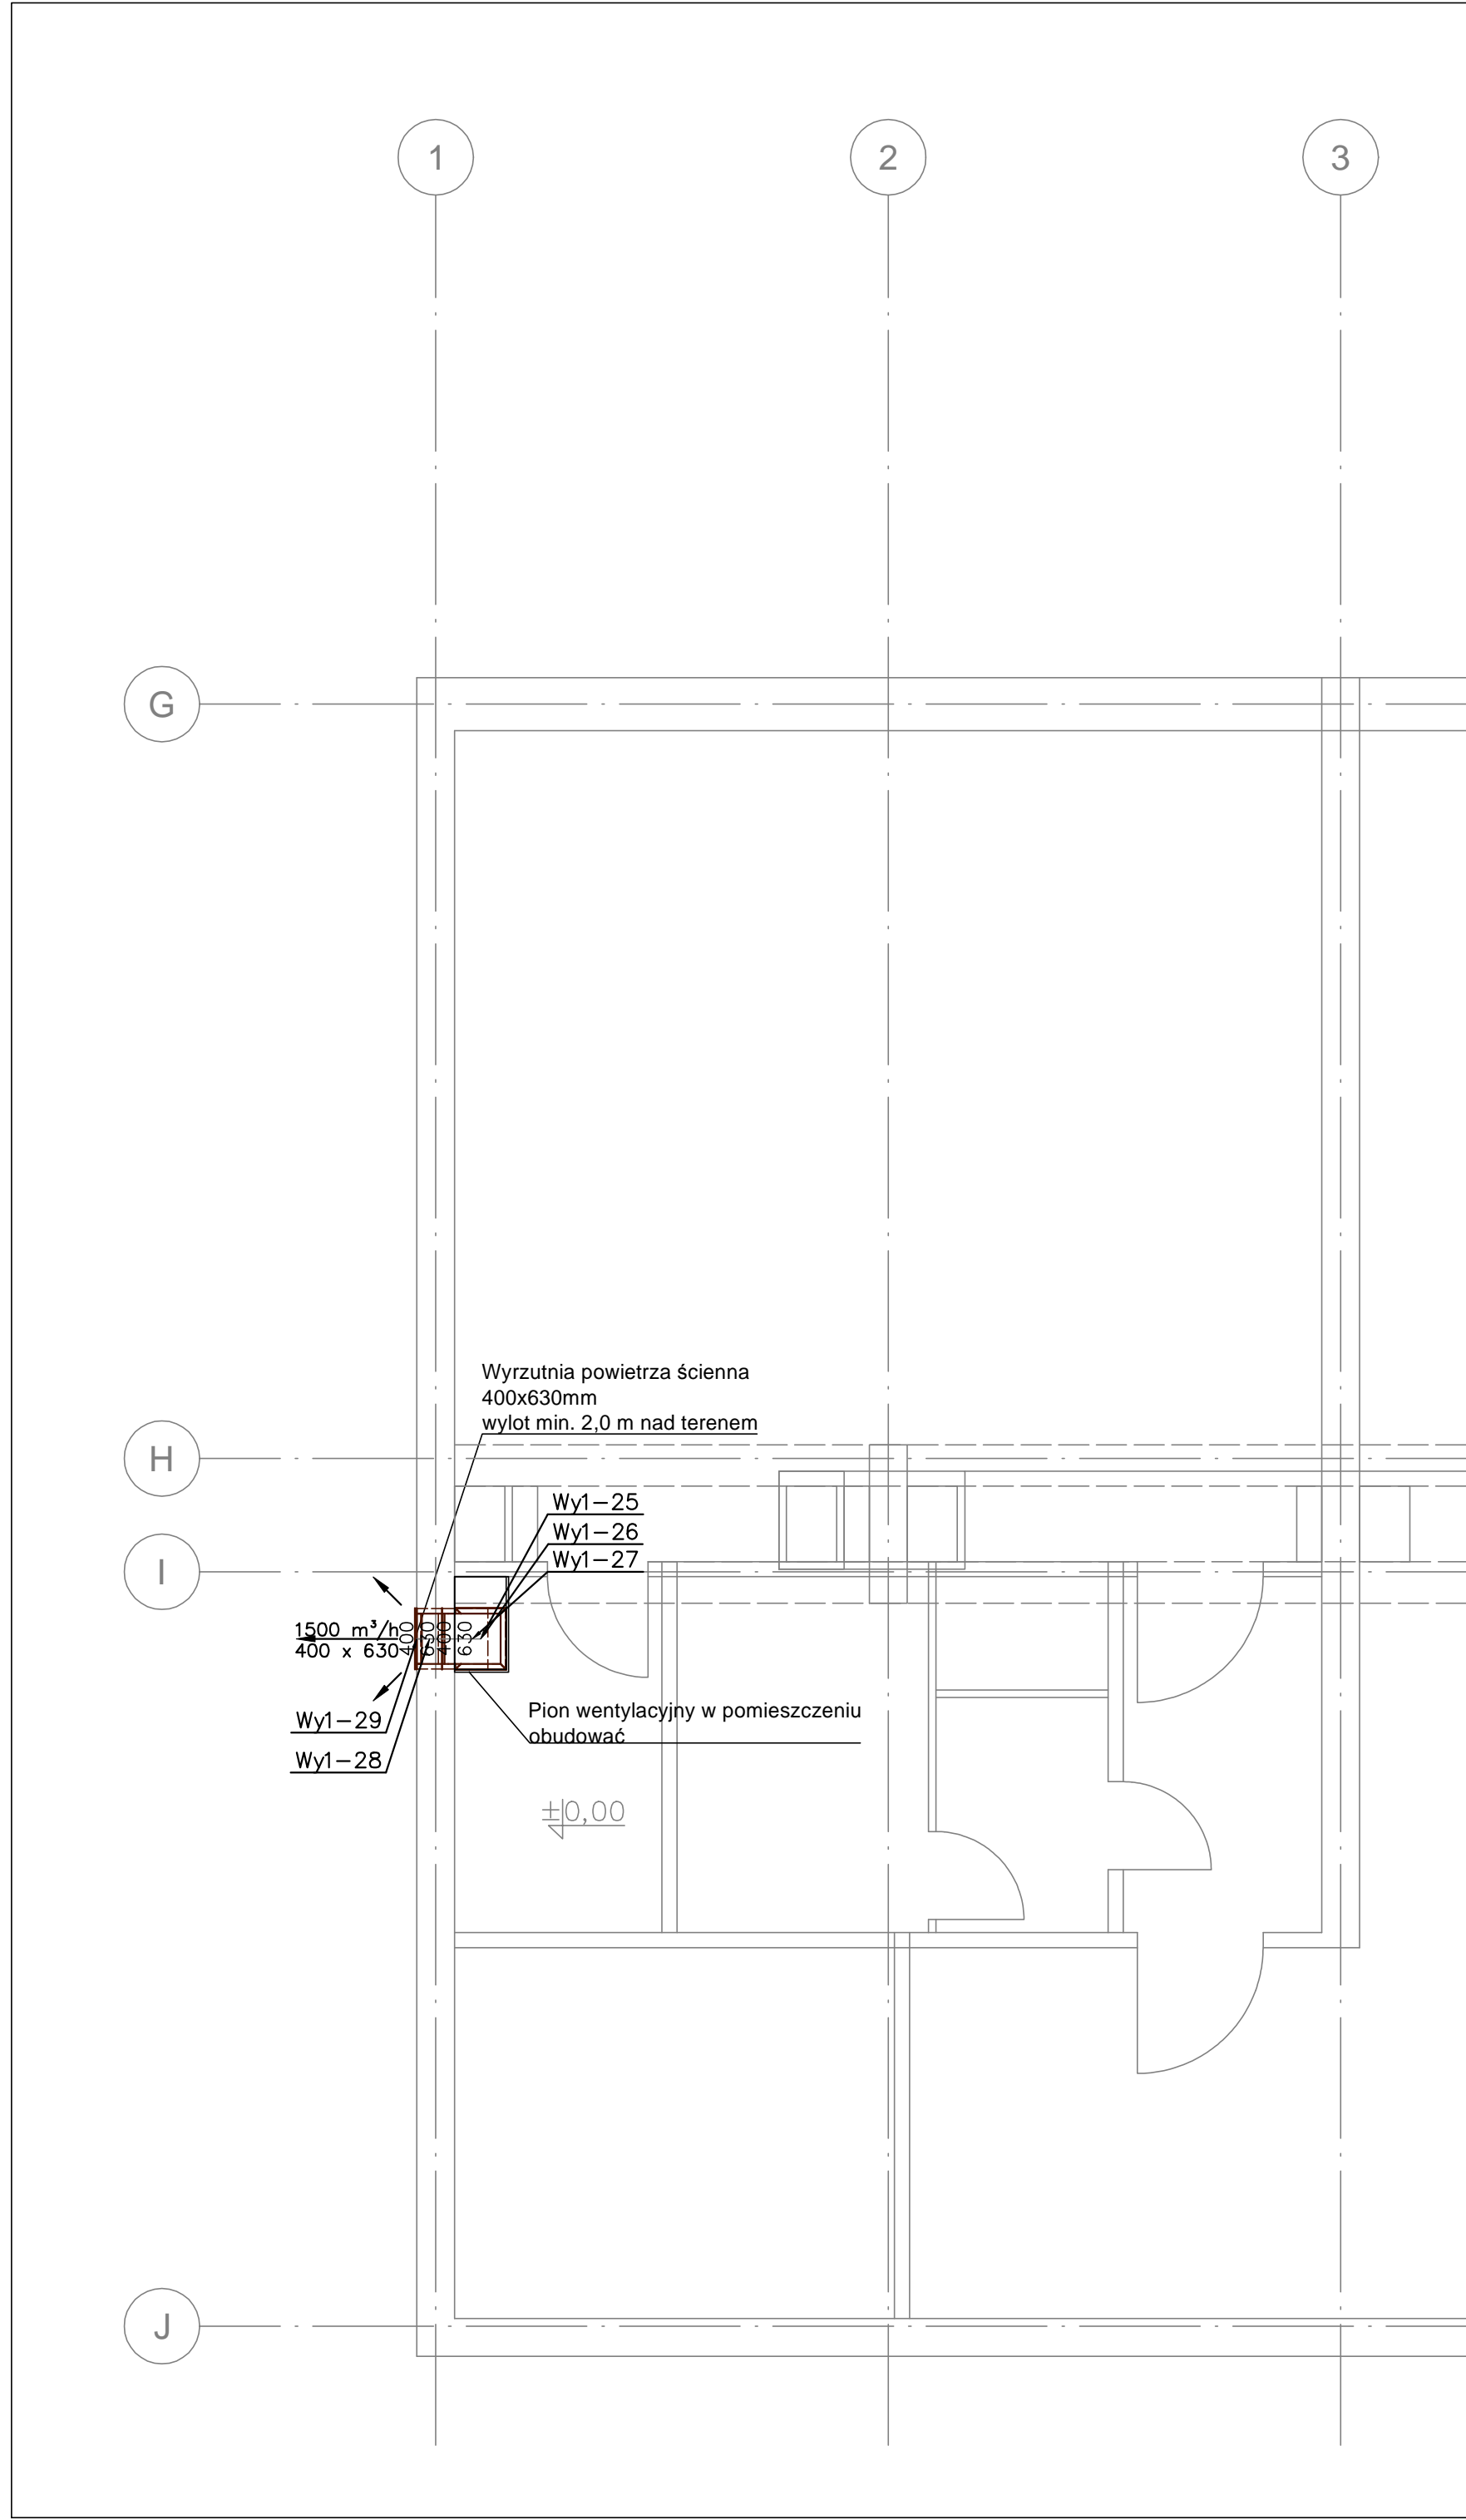 1
2
3
G
Wyrzutnia powietrza ścienna
400x630mm
wylot min. 2,0 m nad terenem
H
Wy1-25
Wy1-26
Wy1-27
I
1500 m³/h
400 x 630
400
630
400
630
Wy1-29
Wy1-28
Pion wentylacyjny w pomieszczeniu
obudować
±0,00
J